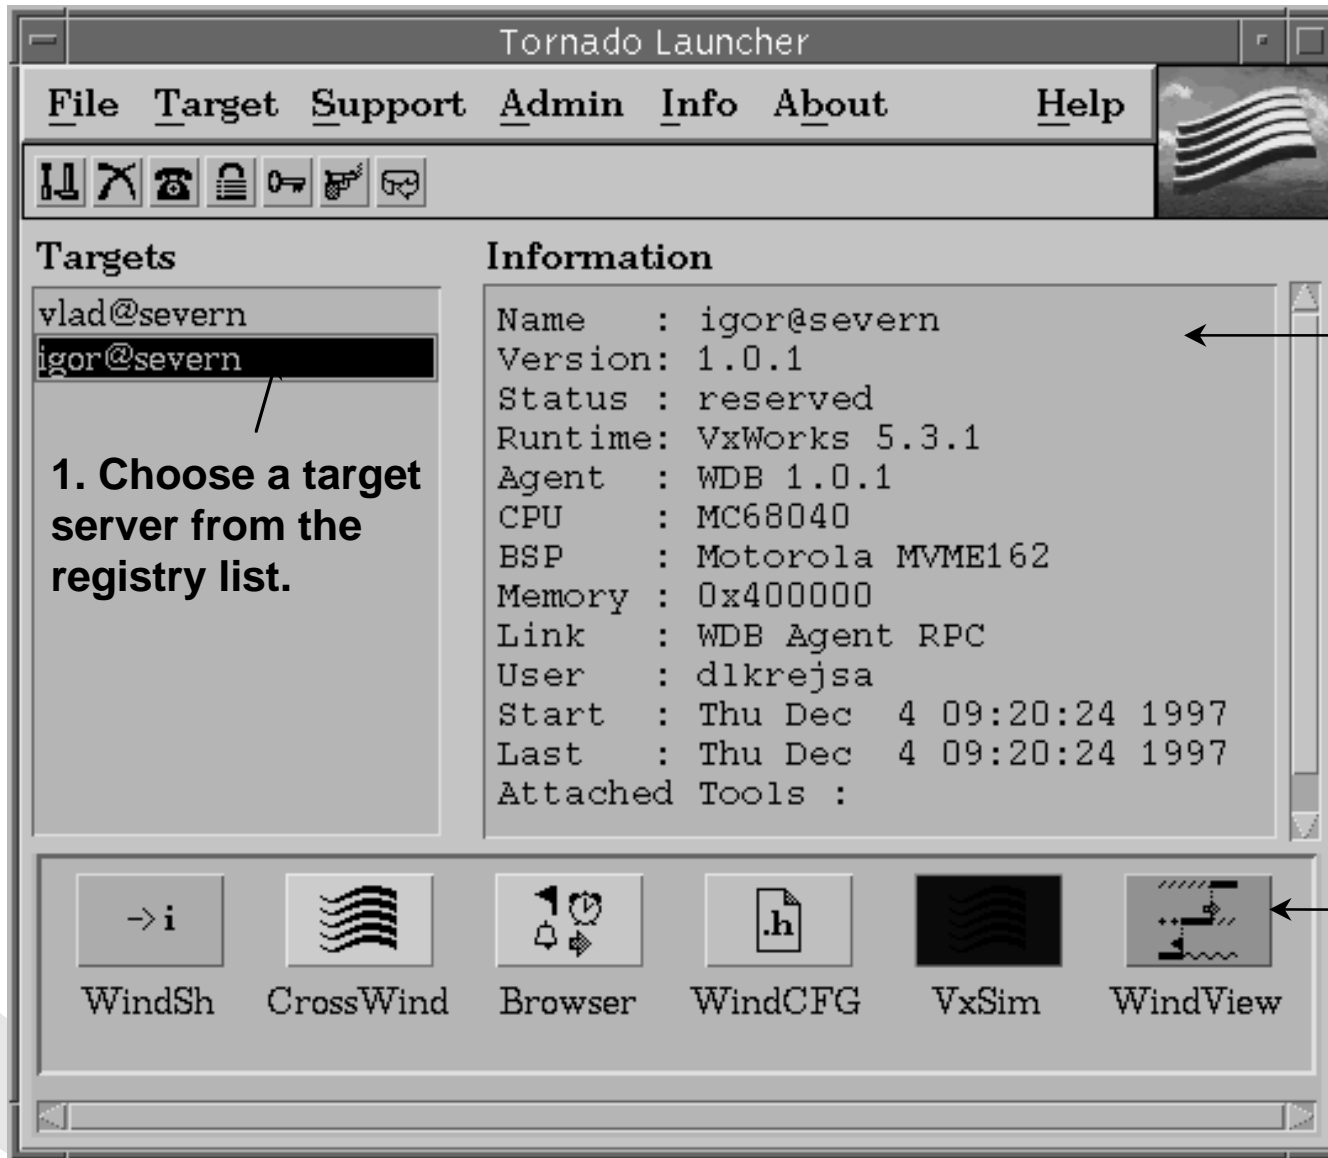 Tornado Launcher
File Target Support Admin Info About Help
Targets
vlad@severn
igor@severn
1. Choose a target
server from the
registry list.
Information
Name : igor@severn
Version: 1.0.1
Status : reserved
Runtime: VxWorks 5.3.1
Agent : WDB 1.0.1
CPU : MC68040
BSP : Motorola MVME162
Memory : 0x400000
Link : WDB Agent RPC
User : dlkrejsa
Start : Thu Dec 4 09:20:24 1997
Last : Thu Dec 4 09:20:24 1997
Attached Tools :
->i
.h
WindSh CrossWind Browser WindCFG VxSim WindView